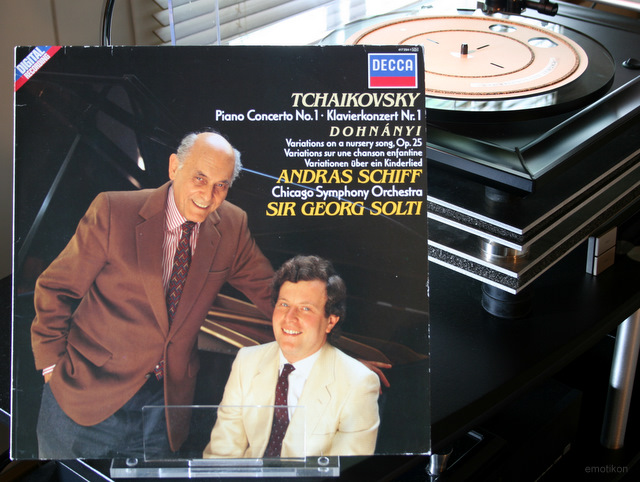 DIGITAL
RECORDING
DECCA
TCHAIKOVSKY
Piano Concerto No.1 · Klavierkonzert Nr.1
DOHNÁNYI
Variations on a nursery song, Op.25
Variations sur une chanson enfantine
Variationen über ein Kinderlied
ANDRAS SCHIFF
Chicago Symphony Orchestra
SIR GEORG SOLTI
emotikon